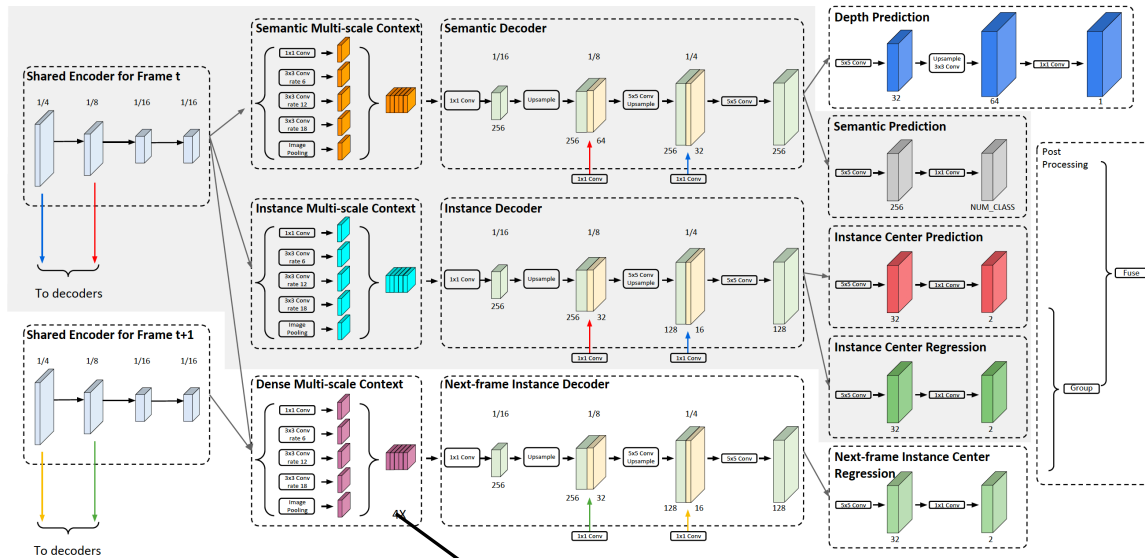 Shared Encoder for Frame t
1/4 1/8 1/16 1/16
To decoders
Shared Encoder for Frame t+1
1/4 1/8 1/16 1/16
To decoders
Semantic Multi-scale Context
1x1 Conv
3x3 Conv
rate 6
3x3 Conv
rate 12
3x3 Conv
rate 18
Image
Pooling
Instance Multi-scale Context
1x1 Conv
3x3 Conv
rate 6
3x3 Conv
rate 12
3x3 Conv
rate 18
Image
Pooling
Dense Multi-scale Context
1x1 Conv
3x3 Conv
rate 6
3x3 Conv
rate 12
3x3 Conv
rate 18
Image
Pooling
4X
Semantic Decoder
1/16 1/8 1/4
1x1 Conv
Upsample
5x5 Conv
Upsample
5x5 Conv
256
256 64
256 32
256
1x1 Conv
1x1 Conv
Instance Decoder
1/16 1/8 1/4
1x1 Conv
Upsample
5x5 Conv
Upsample
5x5 Conv
256
256 32
128 16
128
1x1 Conv
1x1 Conv
Next-frame Instance Decoder
1/16 1/8 1/4
1x1 Conv
Upsample
5x5 Conv
Upsample
5x5 Conv
256
256 32
128 16
128
1x1 Conv
1x1 Conv
Depth Prediction
5x5 Conv
Upsample
3x3 Conv
1x1 Conv
32 64 1
Semantic Prediction
5x5 Conv
1x1 Conv
256 NUM_CLASS
Instance Center Prediction
5x5 Conv
1x1 Conv
32 2
Instance Center Regression
5x5 Conv
1x1 Conv
32 2
Next-frame Instance Center
Regression
5x5 Conv
1x1 Conv
32 2
Post
Processing
Fuse
Group